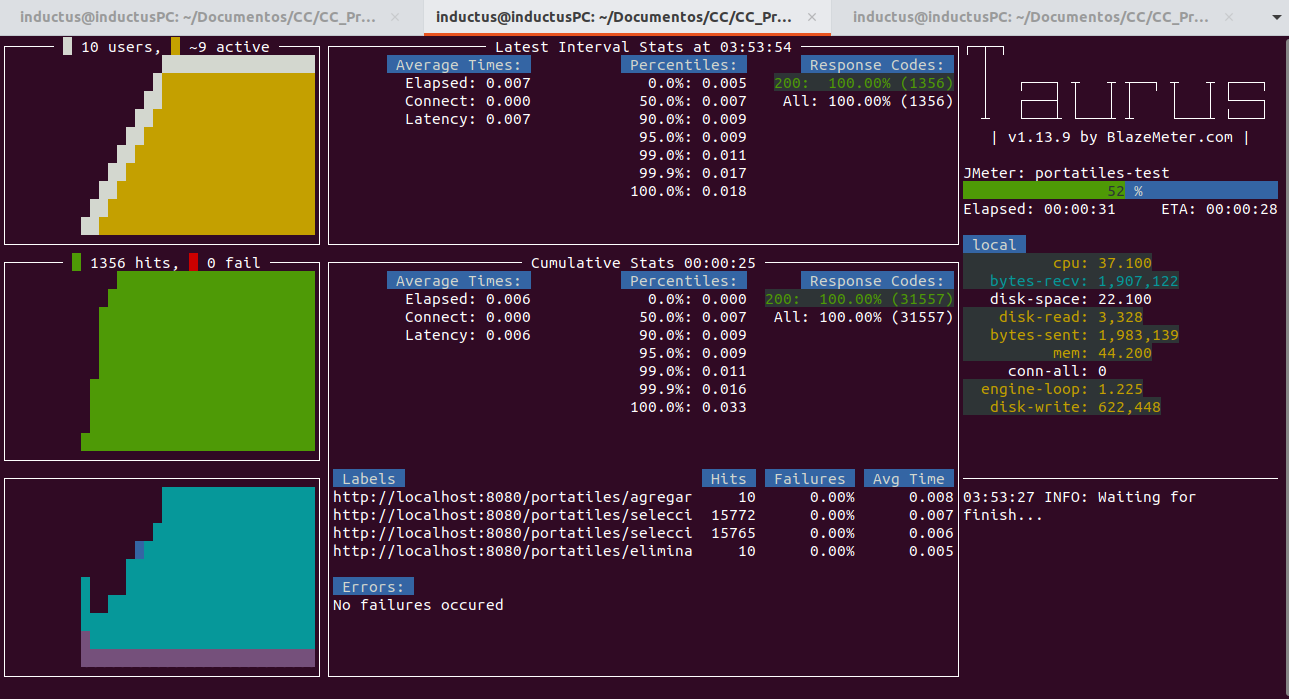 inductus@inductusPC: ~/Documentos/CC/CC_Pr... ×
inductus@inductusPC: ~/Documentos/CC/CC_Pr... ×
inductus@inductusPC: ~/Documentos/CC/CC_Pr... ×
10 users, ~9 active
1356 hits, 0 fail
Latest Interval Stats at 03:53:54
Average Times: Percentiles: Response Codes:
Elapsed: 0.007 0.0%: 0.005 200: 100.00% (1356)
Connect: 0.000 50.0%: 0.007 All: 100.00% (1356)
Latency: 0.007 90.0%: 0.009
95.0%: 0.009
99.0%: 0.011
99.9%: 0.017
100.0%: 0.018
Cumulative Stats 00:00:25
Average Times: Percentiles: Response Codes:
Elapsed: 0.006 0.0%: 0.000 200: 100.00% (31557)
Connect: 0.000 50.0%: 0.007 All: 100.00% (31557)
Latency: 0.006 90.0%: 0.009
95.0%: 0.009
99.0%: 0.011
99.9%: 0.016
100.0%: 0.033
Labels Hits Failures Avg Time
http://localhost:8080/portatiles/agregar 10 0.00% 0.008
http://localhost:8080/portatiles/selecci 15772 0.00% 0.007
http://localhost:8080/portatiles/selecci 15765 0.00% 0.006
http://localhost:8080/portatiles/elimina 10 0.00% 0.005
Errors:
No failures occured
Taurus
| v1.13.9 by BlazeMeter.com |
JMeter: portatiles-test
52 %
Elapsed: 00:00:31 ETA: 00:00:28
local
cpu: 37.100
bytes-recv: 1,907,122
disk-space: 22.100
disk-read: 3,328
bytes-sent: 1,983,139
mem: 44.200
conn-all: 0
engine-loop: 1.225
disk-write: 622,448
03:53:27 INFO: Waiting for
finish...